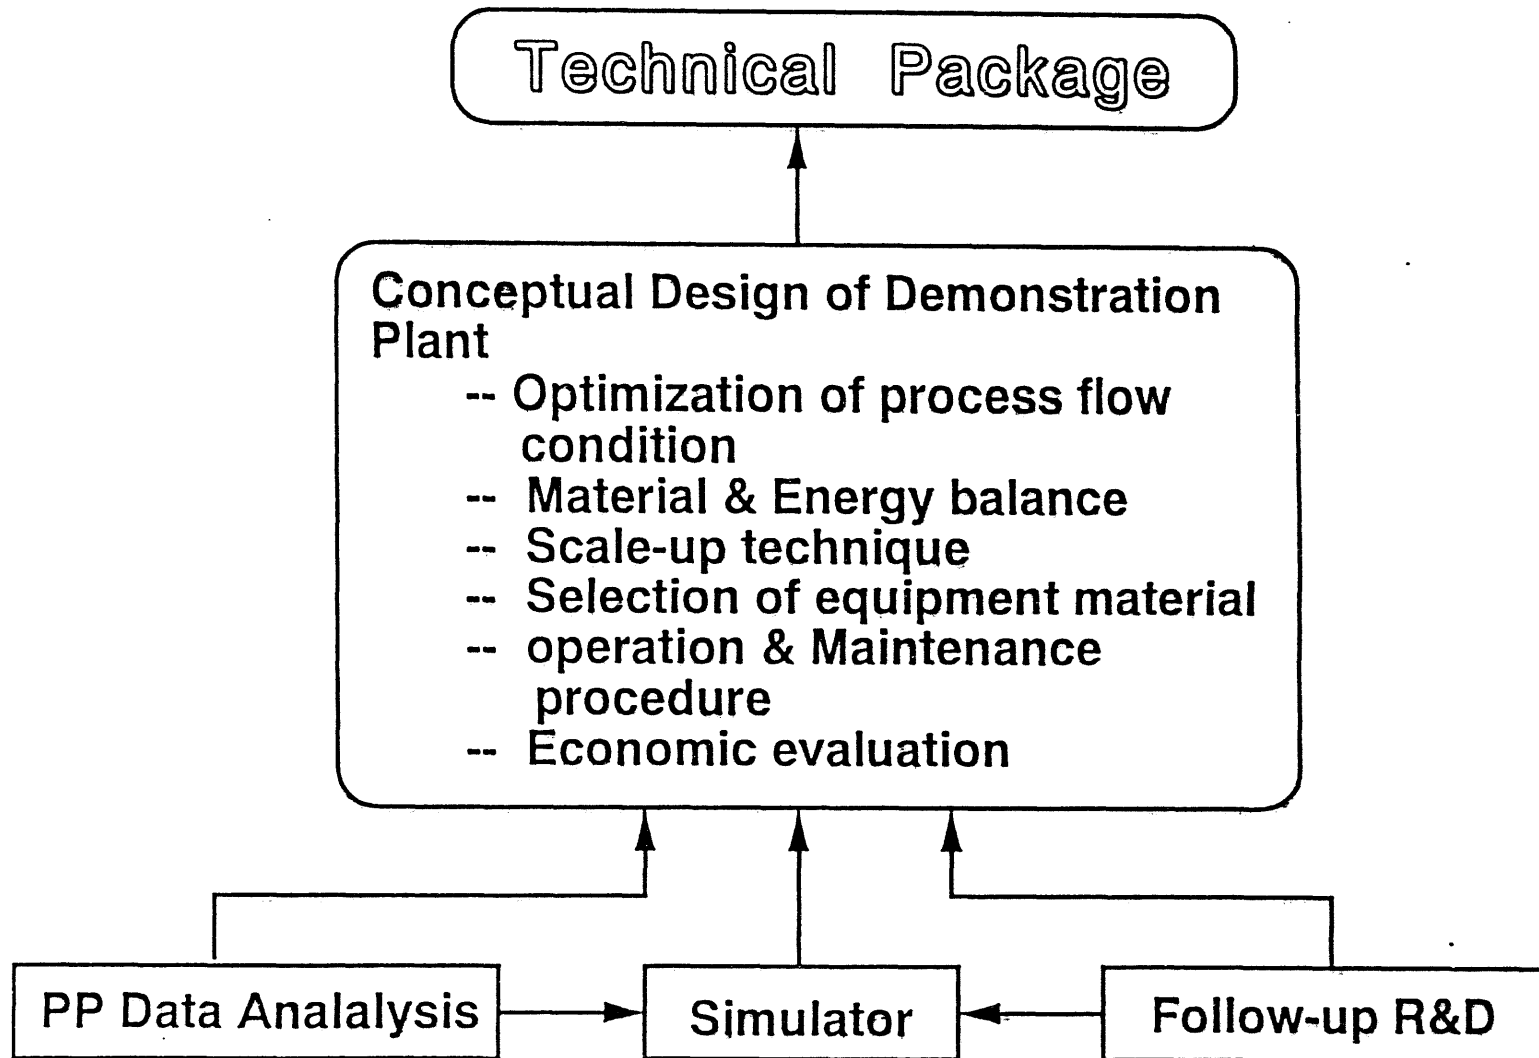 Technical Package
Conceptual Design of Demonstration
Plant
-- Optimization of process flow
condition
-- Material & Energy balance
-- Scale-up technique
-- Selection of equipment material
-- operation & Maintenance
procedure
-- Economic evaluation
PP Data Analalysis
Simulator
Follow-up R&D